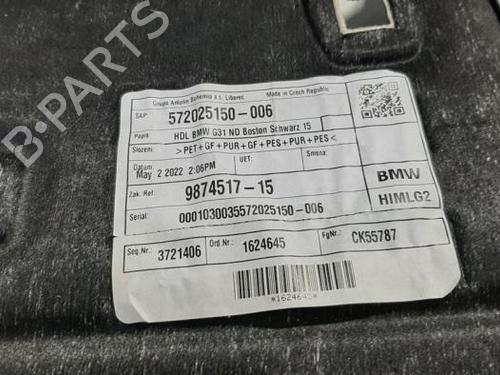 Grupo Antolin Bohemia a.s. Liberec Made in Czech Republic
SAP: 572025150-006
Popis: HDL BMW G31 ND Boston Schwarz 15
Slozeni: >PET+GF+PUR+GF+PES+PUR+PES<
Datum: May 2 2022 2:06PM UET: Smena:
Zak. Ref. 9874517-15 BMW
Serial: 0001030035572025150-006 HIMLG2
Seq.Nr.: 3721406 Ord.Nr.: 1624645 FgNr.: CK55787
*1624645*
B-PARTS
B-PARTS
B-PARTS